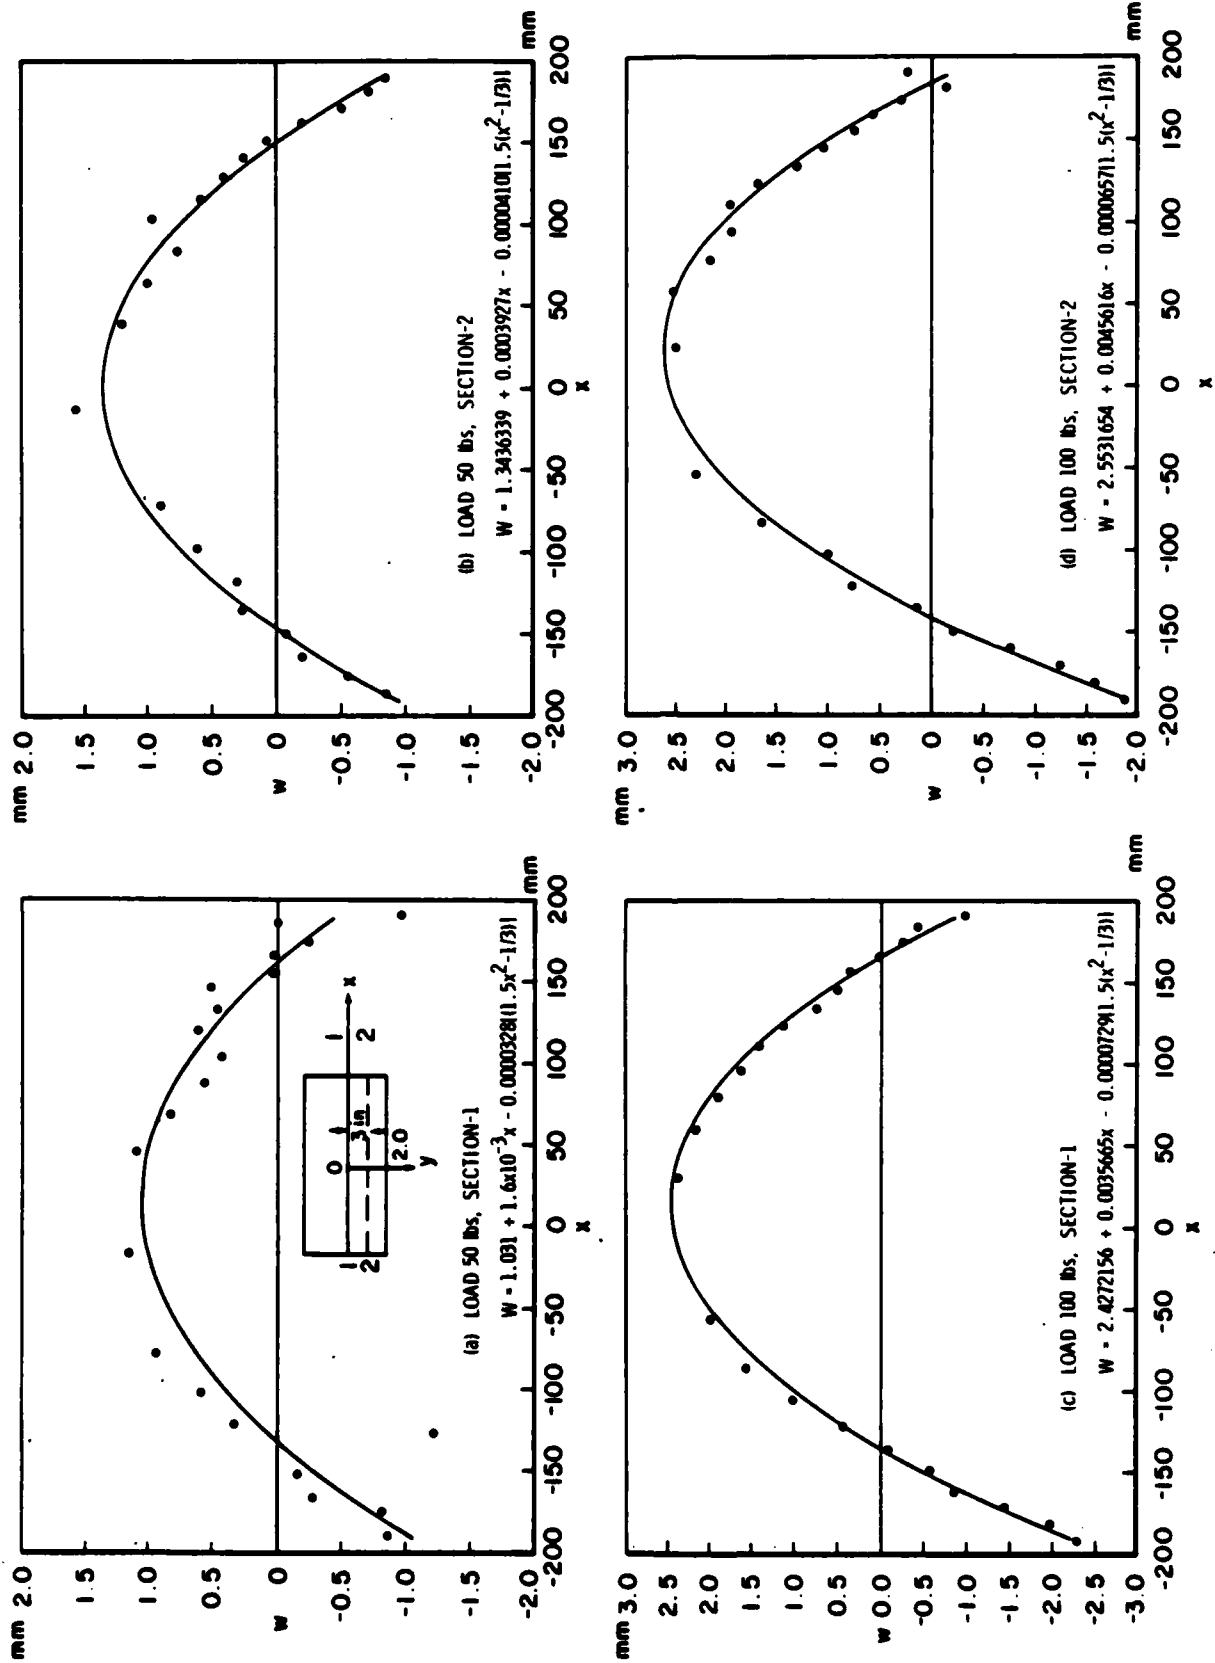 mm 2.0
1.5
1.0
0.5
0
w
-0.5
-1.0
-2.0
-200 -150 -100 -50 0 50 100 150 200
mm
x
1 1
2 2
0
x
3 in
2.0
y
(a) LOAD 50 lbs, SECTION-1
W = 1.031 + 1.6x10-3x - 0.0000328[(1.5x2-1/3)]
mm 2.0
1.5
1.0
0.5
0
w
-0.5
-1.0
-1.5
-2.0
-200 -150 -100 -50 0 50 100 150 200
mm
x
(b) LOAD 50 lbs, SECTION-2
W = 1.3436339 + 0.0003927x - 0.0000410[1.5(x2-1/3)]
mm 3.0
2.5
2.0
1.5
1.0
0.5
w 0.0
-0.5
-1.0
-1.5
-2.0
-2.5
-3.0
-200 -150 -100 -50 0 50 100 150 200
mm
x
(c) LOAD 100 lbs, SECTION-1
W = 2.4272156 + 0.0035665x - 0.0000729[1.5(x2-1/3)]
mm 3.0
2.5
2.0
1.5
1.0
0.5
0
w
-0.5
-1.0
-1.5
-2.0
-200 -150 -100 -50 0 50 100 150 200
mm
x
(d) LOAD 100 lbs, SECTION-2
W = 2.5531654 + 0.0045616x - 0.0000657[1.5(x2-1/3)]